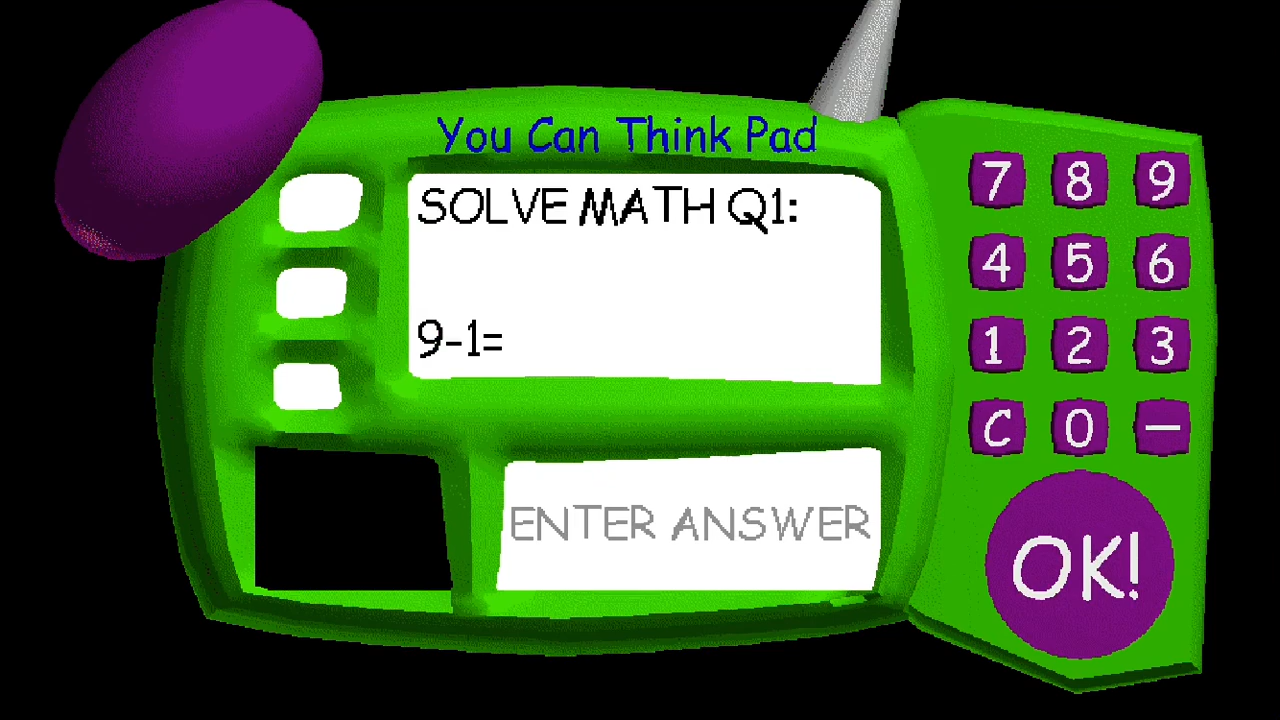 You Can Think Pad
SOLVE MATH Q1:
9-1=
ENTER ANSWER
7 8 9
4 5 6
1 2 3
C 0 −
OK!